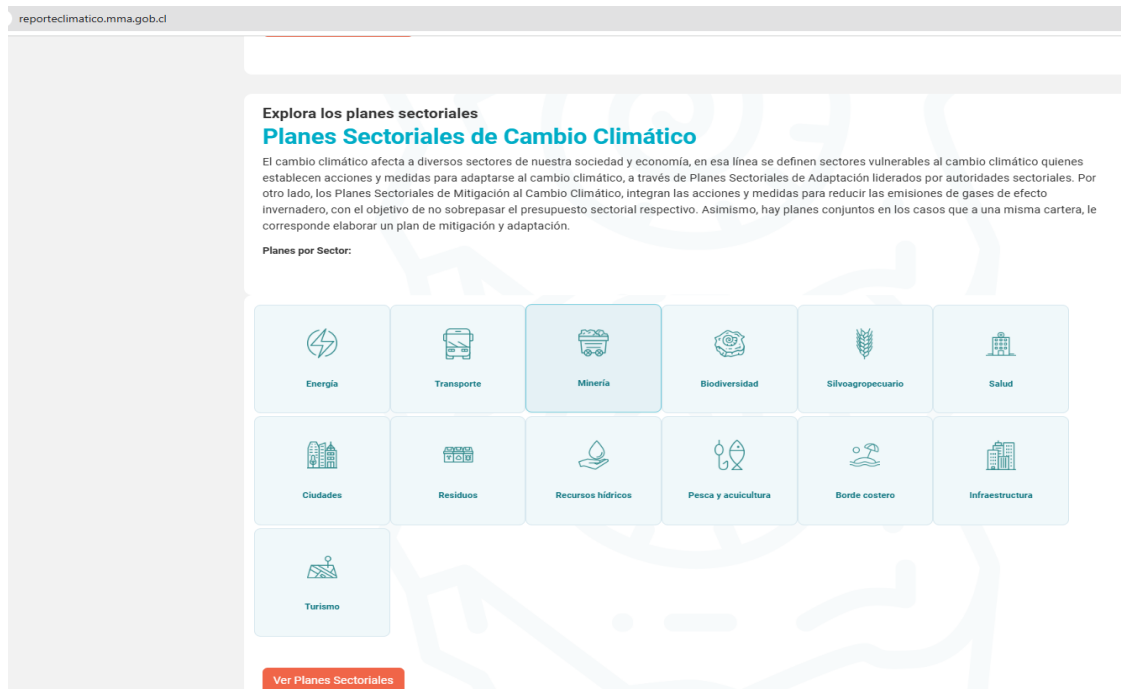 reporteclimatico.mma.gob.cl
Explora los planes sectoriales
Planes Sectoriales de Cambio Climático
El cambio climático afecta a diversos sectores de nuestra sociedad y economía, en esa línea se definen sectores vulnerables al cambio climático quienes
establecen acciones y medidas para adaptarse al cambio climático, a través de Planes Sectoriales de Adaptación liderados por autoridades sectoriales. Por
otro lado, los Planes Sectoriales de Mitigación al Cambio Climático, integran las acciones y medidas para reducir las emisiones de gases de efecto
invernadero, con el objetivo de no sobrepasar el presupuesto sectorial respectivo. Asimismo, hay planes conjuntos en los casos que a una misma cartera, le
corresponde elaborar un plan de mitigación y adaptación.
Planes por Sector:
Energía
Transporte
Minería
Biodiversidad
Silvoagropecuario
Salud
Ciudades
Residuos
Recursos hídricos
Pesca y acuicultura
Borde costero
Infraestructura
Turismo
Ver Planes Sectoriales